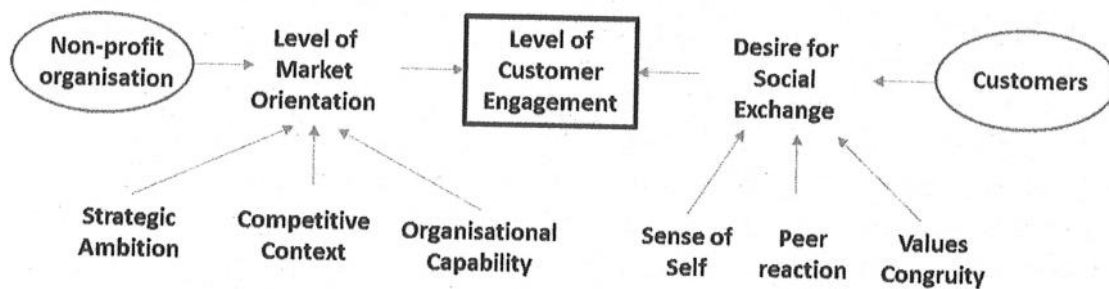 Non-profit
organisation
Level of
Market
Orientation
Level of
Customer
Engagement
Desire for
Social
Exchange
Customers
Strategic
Ambition
Competitive
Context
Organisational
Capability
Sense of
Self
Peer
reaction
Values
Congruity